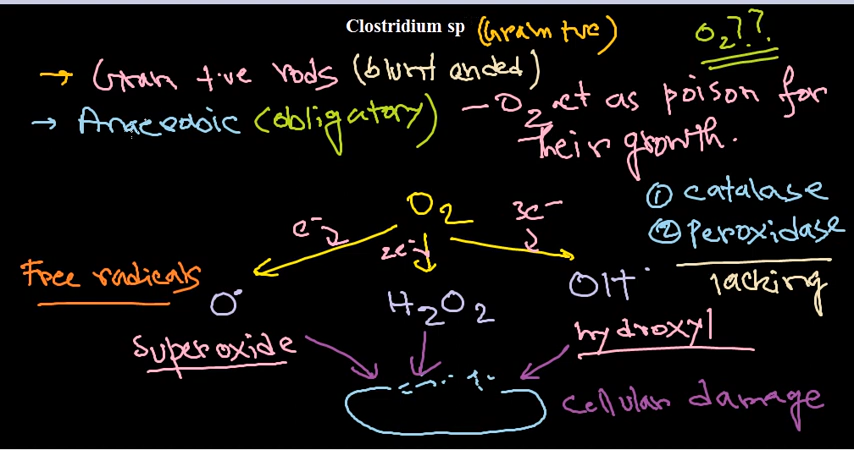 Clostridium sp (Gram +ve)
O2??
→ Gram +ive rods (blunt ended)
→ Anaerobic (obligatory)
- O2 act as poison for
their growth.
① catalase
② Peroxidase
lacking
O2
e-
2e-
3e-
Free radicals
O-
H2O2
OH·
Superoxide
hydroxyl
cellular damage